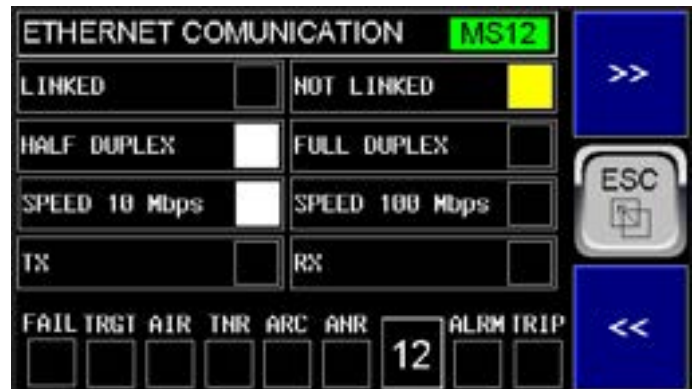 ETHERNET COMUNICATION MS12
>>
LINKED NOT LINKED
HALF DUPLEX FULL DUPLEX
ESC
SPEED 10 Mbps SPEED 100 Mbps
TX RX
FAIL TRGT AIR TNR ARC ANR 12 ALRM TRIP
<<